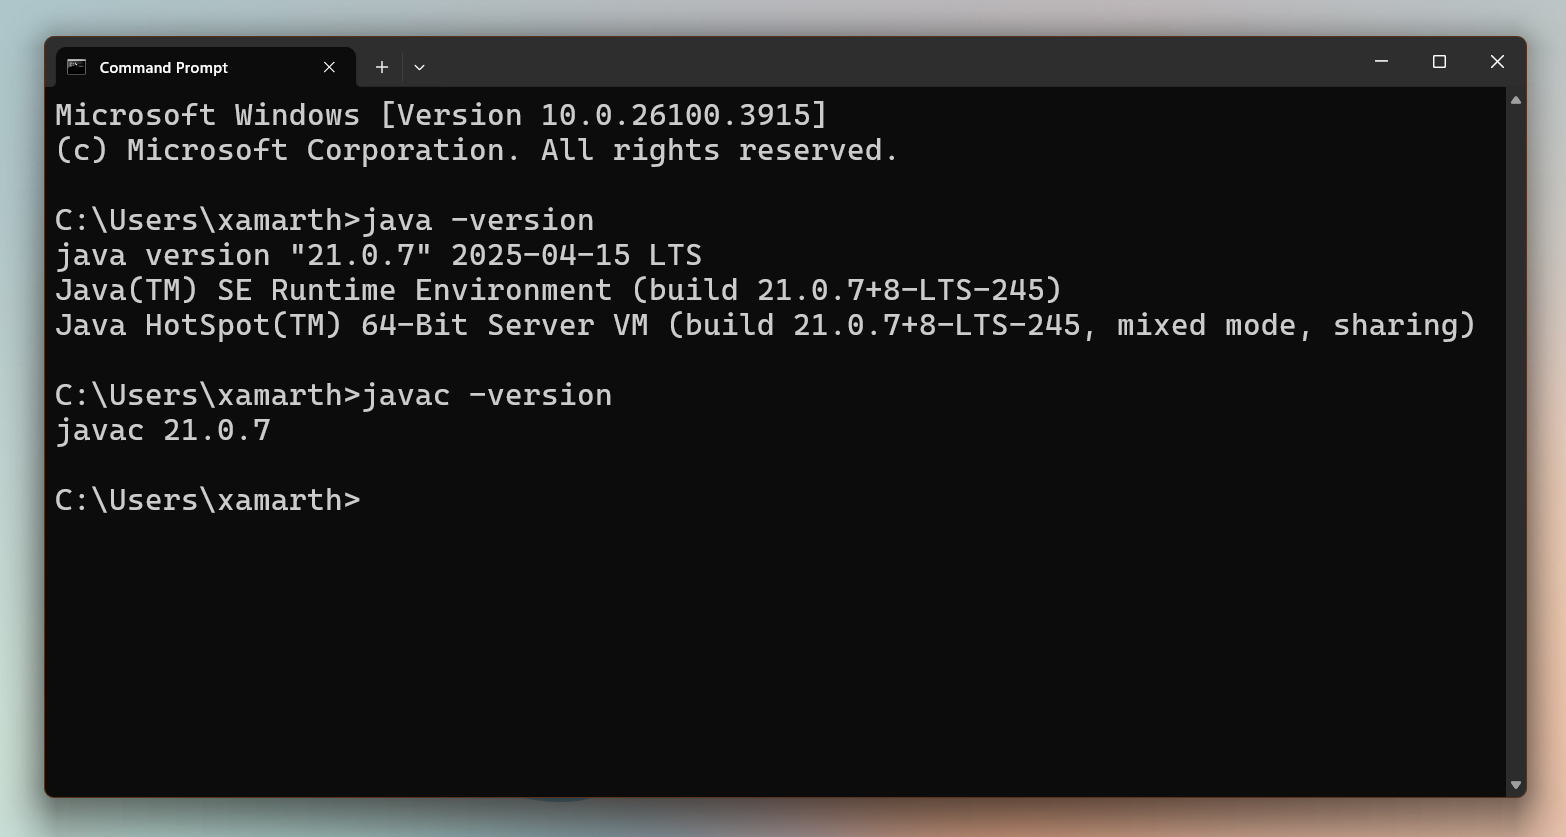 Command Prompt
Microsoft Windows [Version 10.0.26100.3915]
(c) Microsoft Corporation. All rights reserved.
C:\Users\xamarth>java -version
java version "21.0.7" 2025-04-15 LTS
Java(TM) SE Runtime Environment (build 21.0.7+8-LTS-245)
Java HotSpot(TM) 64-Bit Server VM (build 21.0.7+8-LTS-245, mixed mode, sharing)
C:\Users\xamarth>javac -version
javac 21.0.7
C:\Users\xamarth>